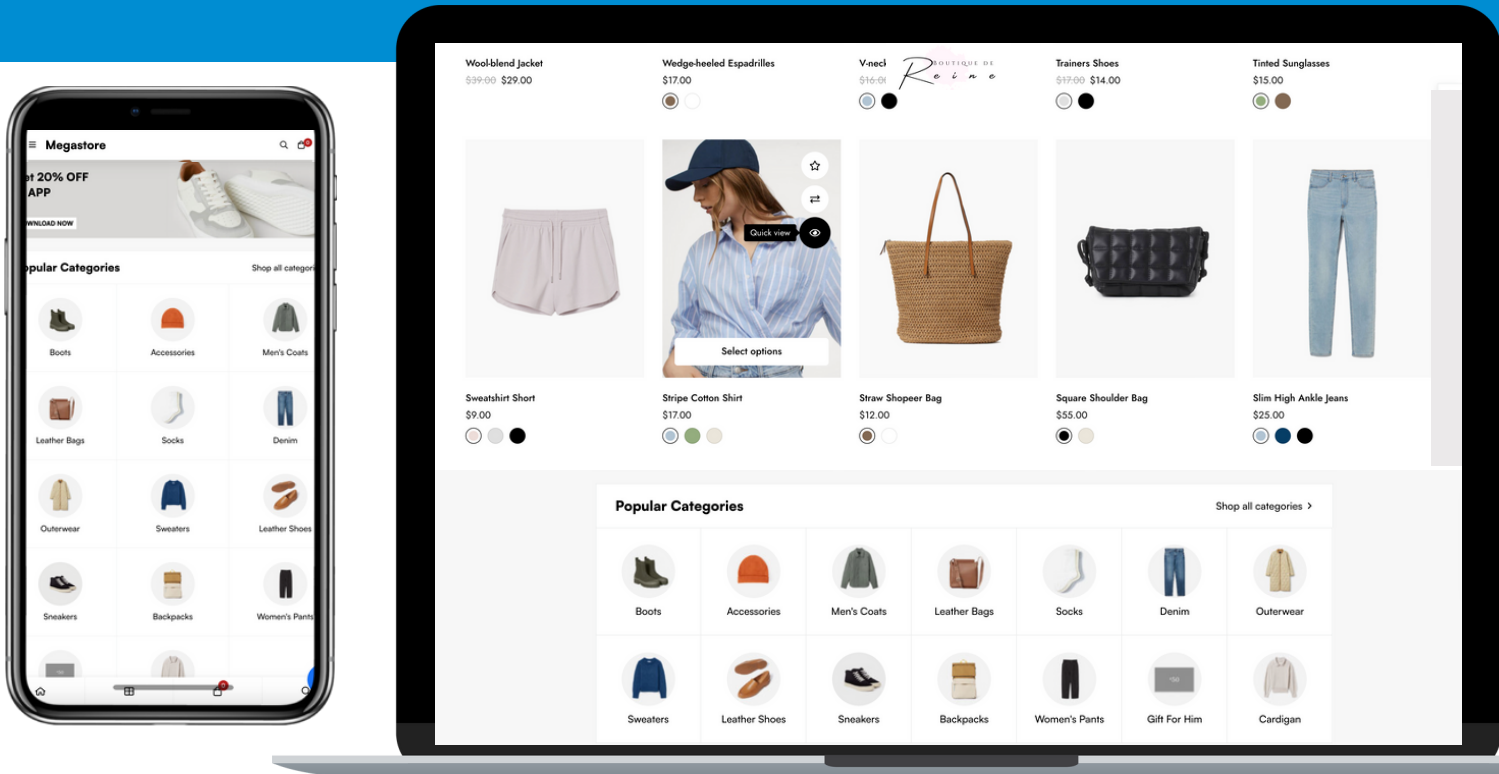 Megastore
0
et 20% OFF
APP
WNLOAD NOW
opular Categories
Shop all categori
Boots
Accessories
Men's Coats
Leather Bags
Socks
Denim
Outerwear
Sweaters
Leather Shoes
Sneakers
Backpacks
Women's Pants
0
Wool-blend Jacket
$39.00 $29.00
Wedge-heeled Espadrilles
$17.00
V-neck
$16.00
BOUTIQUE DE
Reine
Trainers Shoes
$17.00 $14.00
Tinted Sunglasses
$15.00
Quick view
Select options
Sweatshirt Short
$9.00
Stripe Cotton Shirt
$17.00
Straw Shopeer Bag
$12.00
Square Shoulder Bag
$55.00
Slim High Ankle Jeans
$25.00
Popular Categories
Shop all categories
Boots
Accessories
Men's Coats
Leather Bags
Socks
Denim
Outerwear
Sweaters
Leather Shoes
Sneakers
Backpacks
Women's Pants
Gift For Him
Cardigan